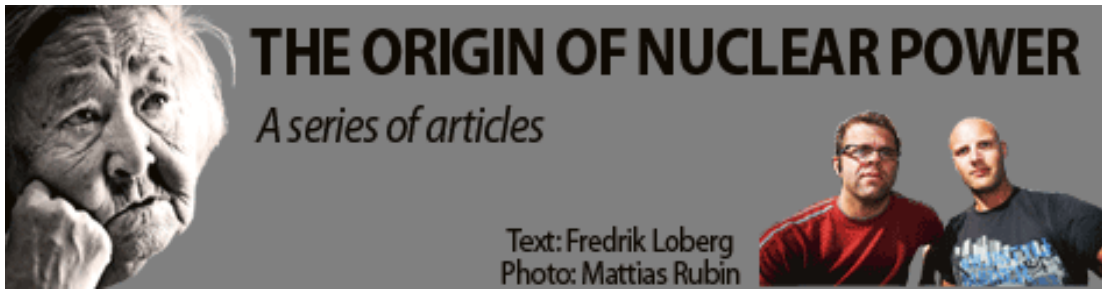 THE ORIGIN OF NUCLEAR POWER
A series of articles
Text: Fredrik Loberg
Photo: Mattias Rubin